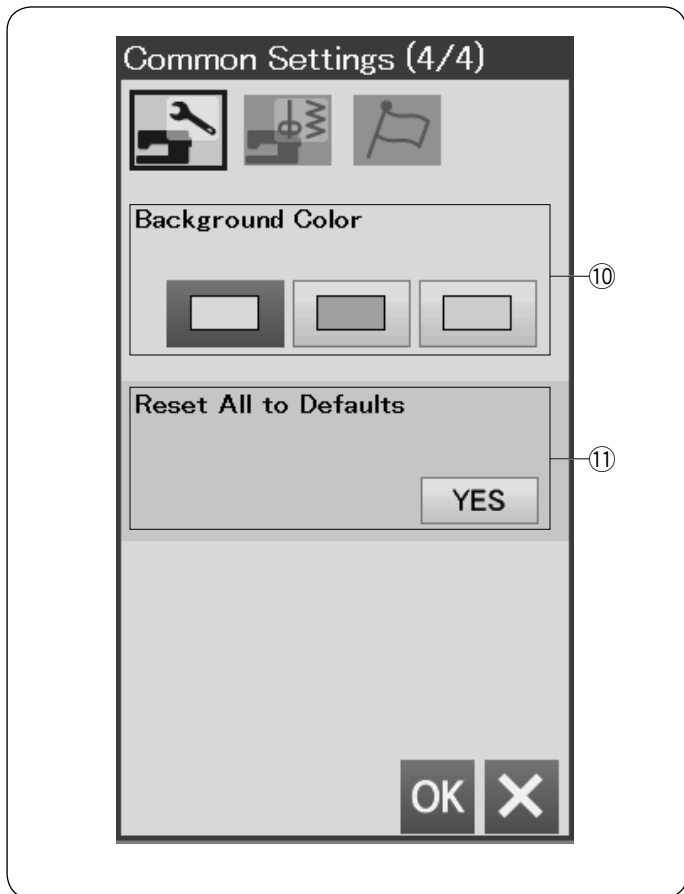 Common Settings (4/4)
Background Color
⑩
Reset All to Defaults
⑪
YES
OK